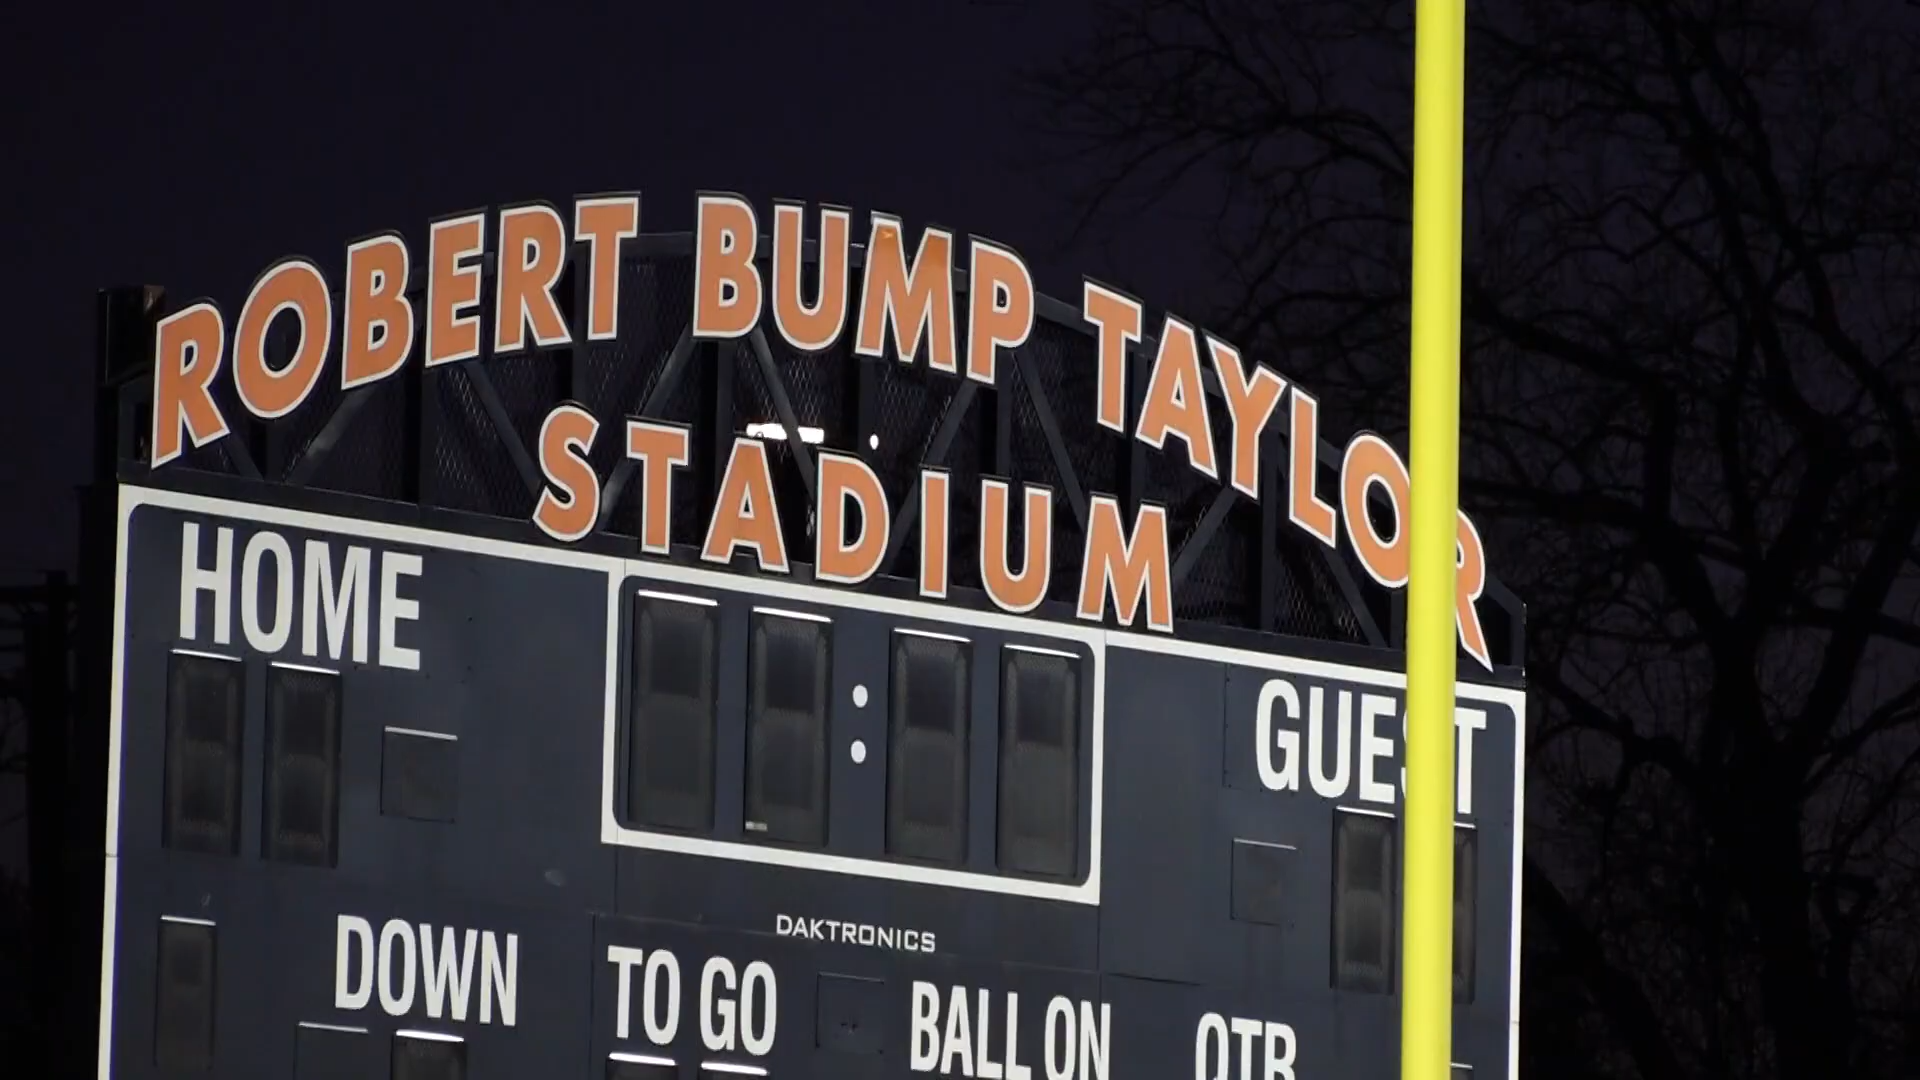 ROBERT BUMP TAYLOR
STADIUM
HOME
GUEST
DAKTRONICS
DOWN
TO GO
BALL ON
QTR